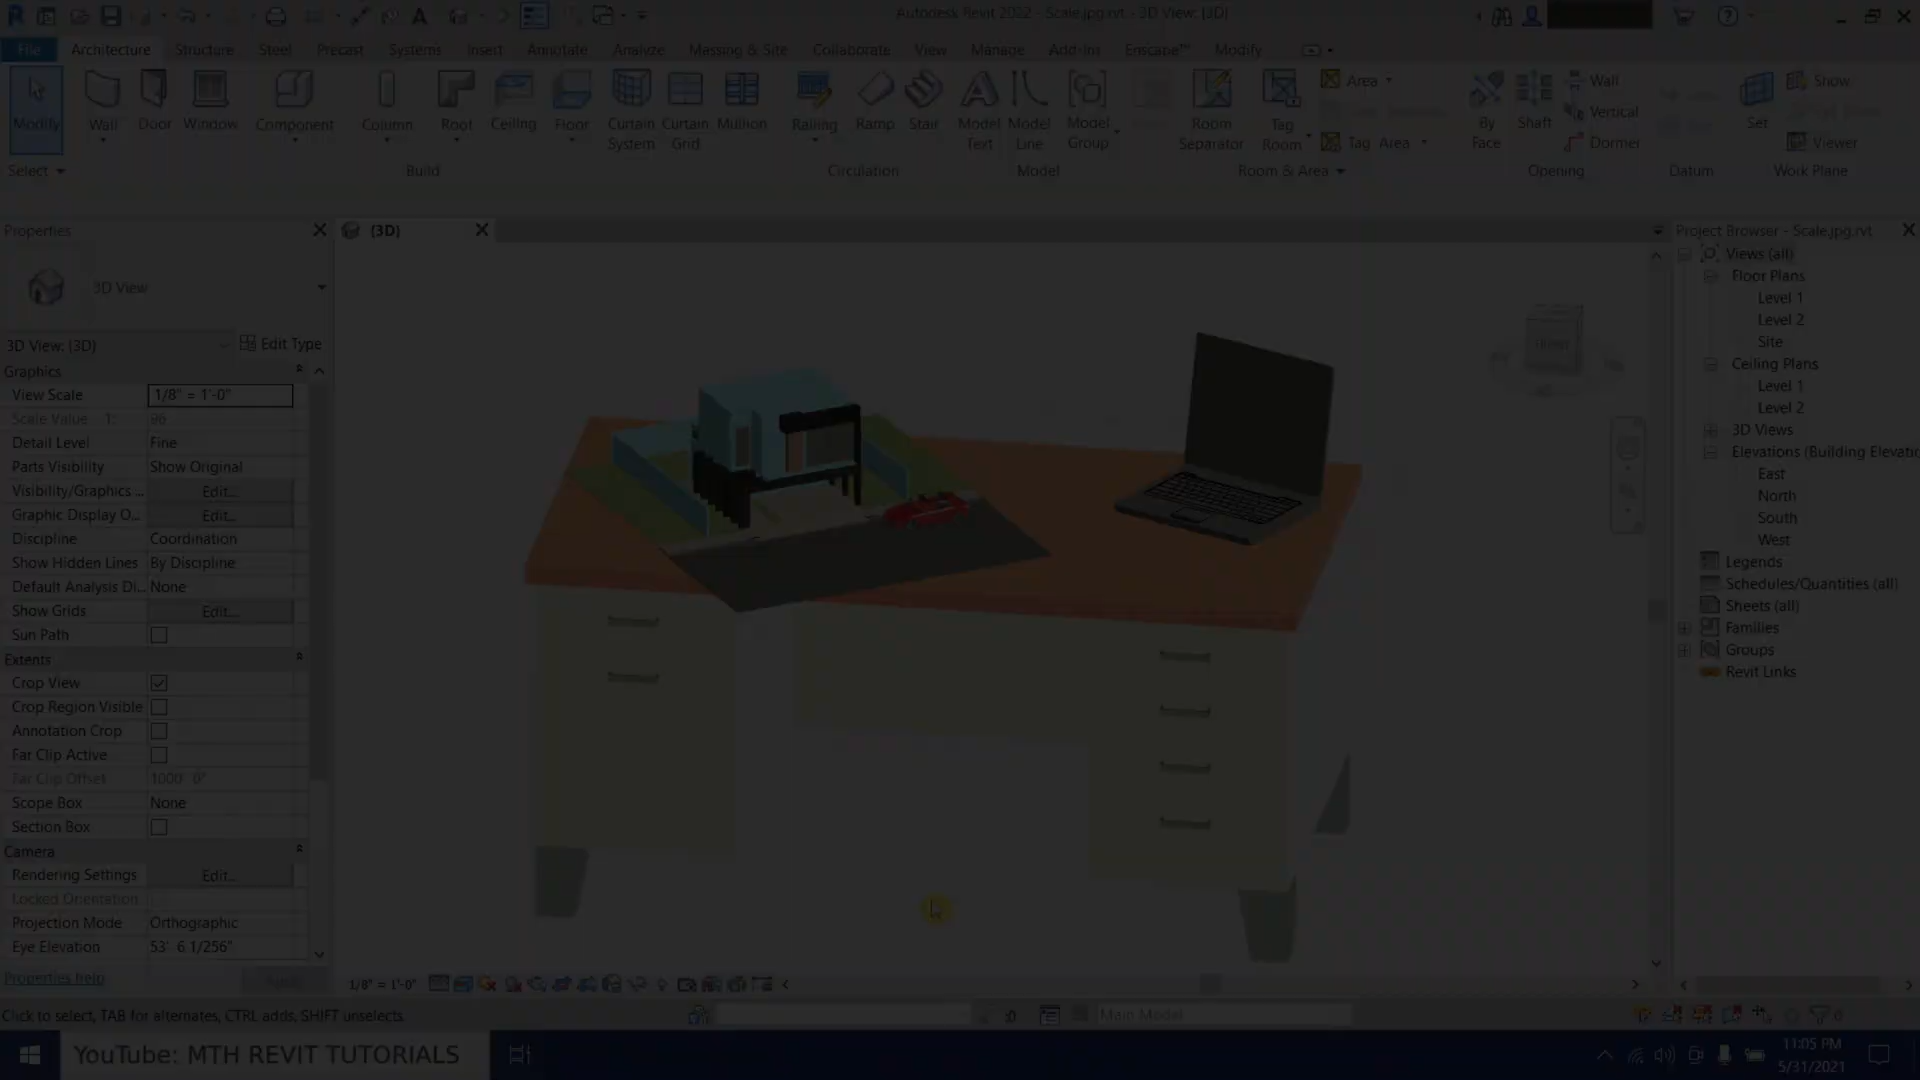 Autodesk Revit 2022 - Scale.jpg.rvt - 3D View: {3D}
File Architecture Structure Steel Precast Systems Insert Annotate Analyze Massing & Site Collaborate View Manage Add-Ins Enscape™ Modify
Modify Wall Door Window Component Column Roof Ceiling Floor Curtain System Curtain Grid Mullion Railing Ramp Stair Model Text Model Line Model Group Room Separator Tag Room Area Tag Area By Face Shaft Wall Vertical Dormer Set Show Viewer
Select Build Circulation Model Room & Area Opening Datum Work Plane
Properties
{3D}
Project Browser - Scale.jpg.rvt
3D View
3D View: {3D} Edit Type
Graphics
View Scale 1/8" = 1'-0"
Scale Value 1: 96
Detail Level Fine
Parts Visibility Show Original
Visibility/Graphics ... Edit...
Graphic Display O... Edit...
Discipline Coordination
Show Hidden Lines By Discipline
Default Analysis Di... None
Show Grids Edit...
Sun Path
Extents
Crop View
Crop Region Visible
Annotation Crop
Far Clip Active
Far Clip Offset 1000' 0"
Scope Box None
Section Box
Camera
Rendering Settings Edit...
Locked Orientation
Projection Mode Orthographic
Eye Elevation 53' 6 1/256"
Properties help
Views (all)
Floor Plans
Level 1
Level 2
Site
Ceiling Plans
Level 1
Level 2
3D Views
Elevations (Building Elevatio
East
North
South
West
Legends
Schedules/Quantities (all)
Sheets (all)
Families
Groups
Revit Links
1/8" = 1'-0"
Click to select, TAB for alternates, CTRL adds, SHIFT unselects.
:0
Main Model
:0
YouTube: MTH REVIT TUTORIALS
11:05 PM
5/31/2021